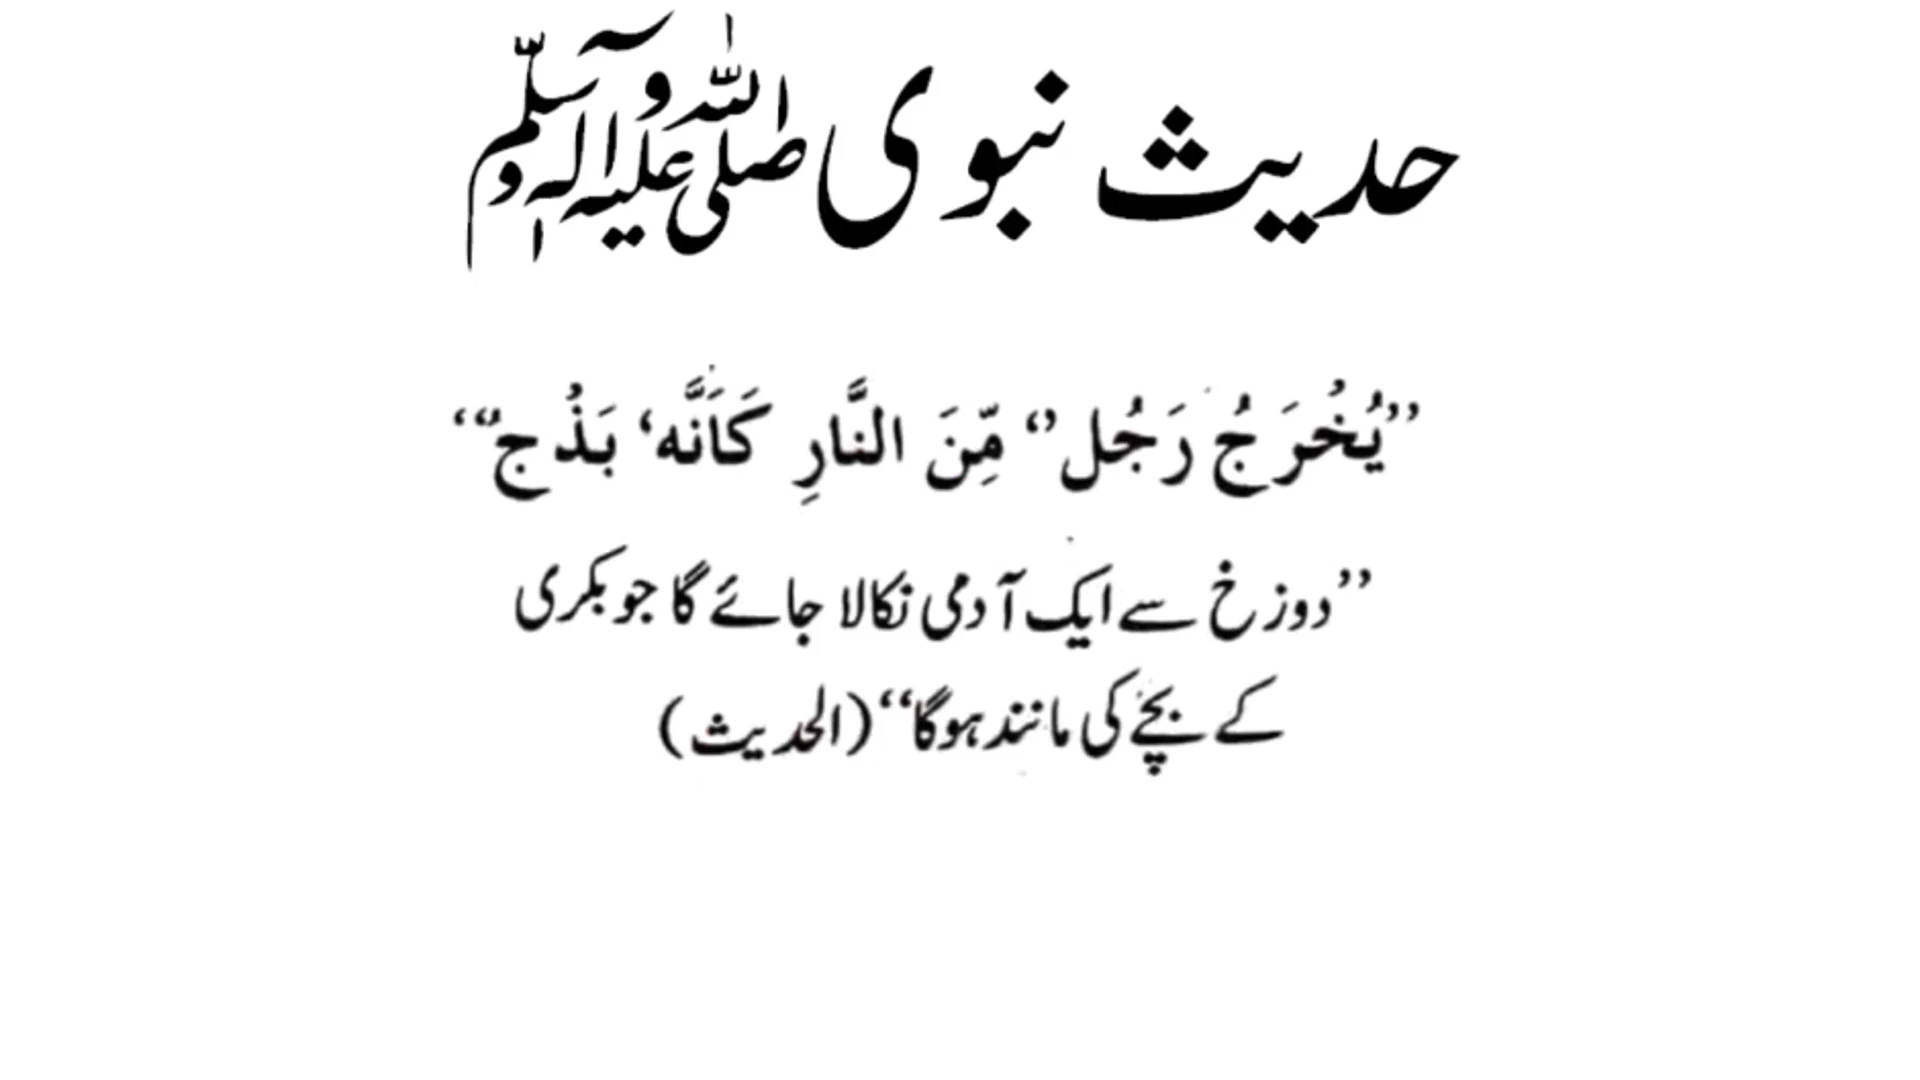 حدیث نبوی صلی اللہ علیہ وآلہ وسلم
’’یُخْرَجُ رَجُل’‘ مِّنَ النَّارِ کَاَنَّه‘ بَذُج’‘‘‘
’’دوزخ سے ایک آدمی نکالا جائے گا جو بکری
کے بچے کی مانند ہوگا‘‘ (الحدیث)